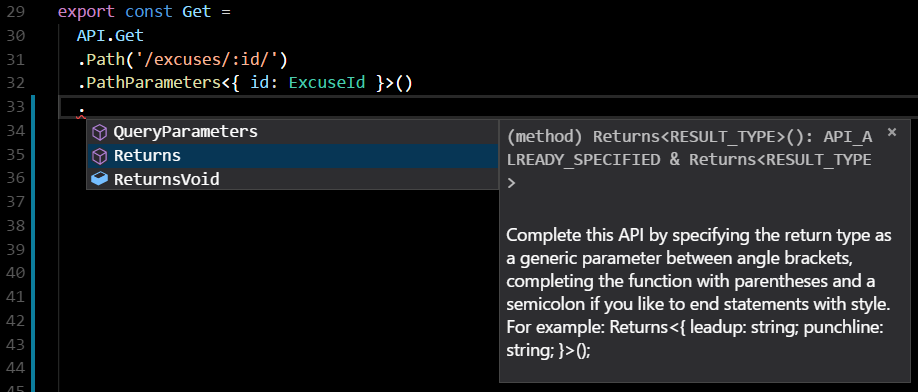 29 export const Get =
30 API.Get
31 .Path('/excuses/:id/')
32 .PathParameters<{ id: ExcuseId }>()
33 .
34
35
36
37
38
39
40
41
42
43
44
45
QueryParameters
Returns
ReturnsVoid
(method) Returns<RESULT_TYPE>(): API_A
LREADY_SPECIFIED & Returns<RESULT_TYPE
>
Complete this API by specifying the return type as
a generic parameter between angle brackets,
completing the function with parentheses and a
semicolon if you like to end statements with style.
For example: Returns<{ leadup: string; punchline:
string; }>();